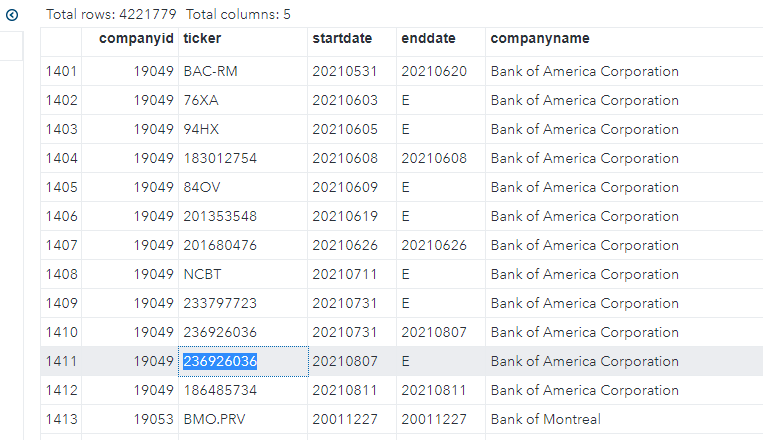 Total rows: 4221779 Total columns: 5
companyid ticker startdate enddate companyname
1401 19049 BAC-RM 20210531 20210620 Bank of America Corporation
1402 19049 76XA 20210603 E Bank of America Corporation
1403 19049 94HX 20210605 E Bank of America Corporation
1404 19049 183012754 20210608 20210608 Bank of America Corporation
1405 19049 84OV 20210609 E Bank of America Corporation
1406 19049 201353548 20210619 E Bank of America Corporation
1407 19049 201680476 20210626 20210626 Bank of America Corporation
1408 19049 NCBT 20210711 E Bank of America Corporation
1409 19049 233797723 20210731 E Bank of America Corporation
1410 19049 236926036 20210731 20210807 Bank of America Corporation
1411 19049 236926036 20210807 E Bank of America Corporation
1412 19049 186485734 20210811 20210811 Bank of America Corporation
1413 19053 BMO.PRV 20011227 20011227 Bank of Montreal